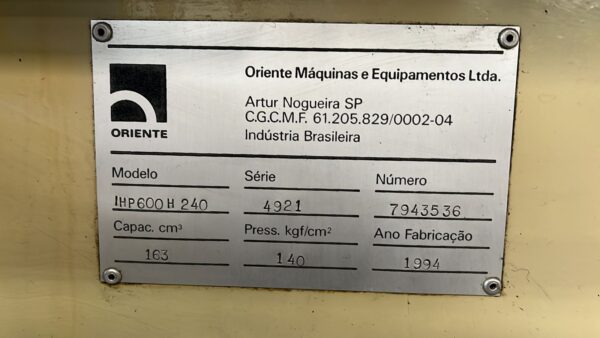 Oriente Máquinas e Equipamentos Ltda.
Artur Nogueira SP
C.G.C.M.F. 61.205.829/0002-04
Indústria Brasileira
ORIENTE
Modelo Série Número
IHP600H 240 4921 7943536
Capac. cm³ Press. kgf/cm² Ano Fabricação
163 140 1994